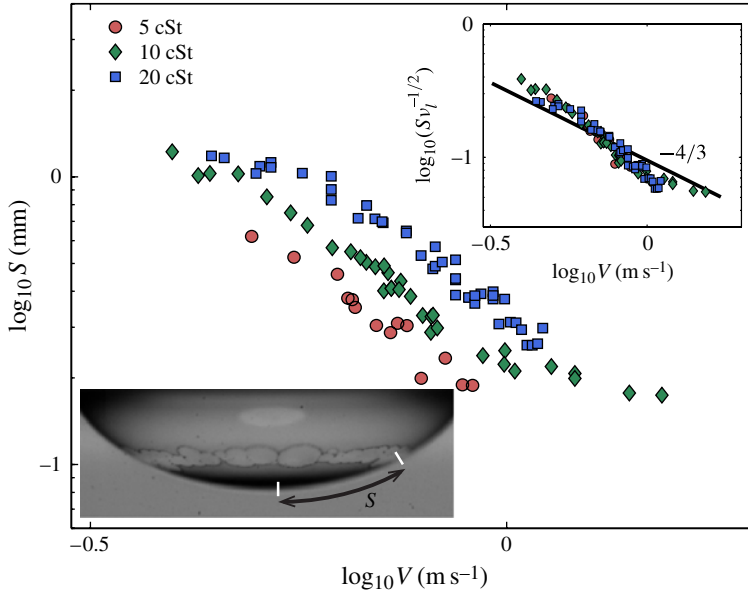 5 cSt
10 cSt
20 cSt
log₁₀ S (mm)
0
–1
–0.5
0
log₁₀ V (m s⁻¹)
S
log₁₀(Sνₗ^−1/2)
–1
−4/3
–0.5
0
log₁₀ V (m s⁻¹)